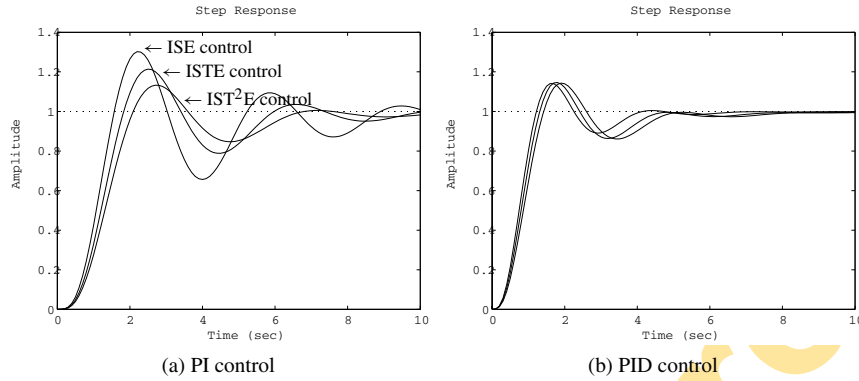 Step Response
1.4
1.2
1
0.8
0.6
0.4
0.2
0
Amplitude
← ISE control
← ISTE control
← IST²E control
0 2 4 6 8 10
Time (sec)
(a) PI control
Step Response
1.4
1.2
1
0.8
0.6
0.4
0.2
0
Amplitude
0 2 4 6 8 10
Time (sec)
(b) PID control